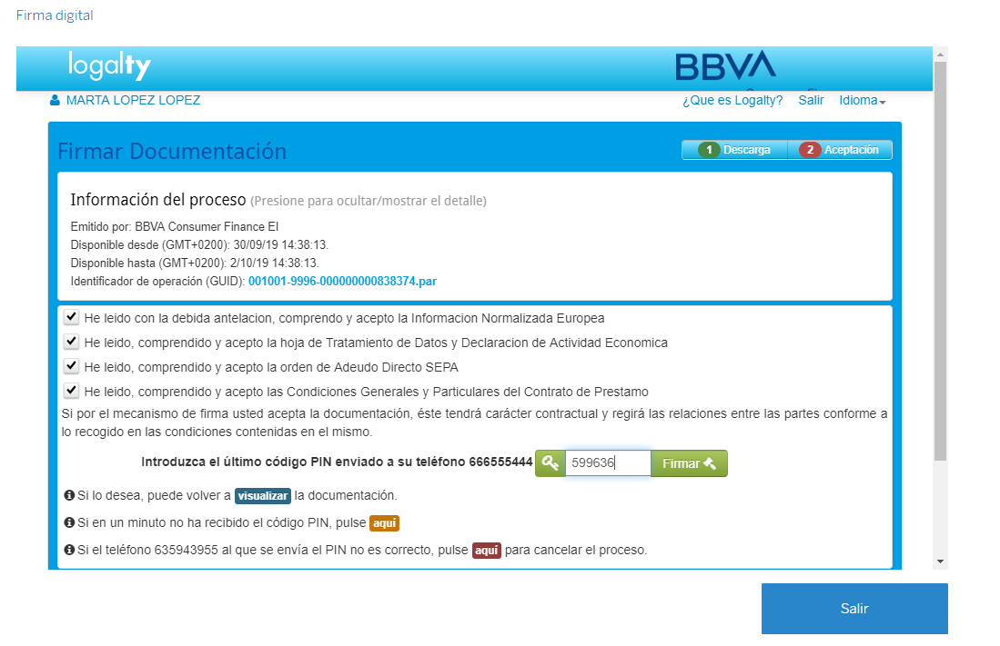 Firma digital
logalty
BBVA
MARTA LOPEZ LOPEZ
¿Que es Logalty? Salir Idioma
Firmar Documentación
1 Descarga 2 Aceptación
Información del proceso (Presione para ocultar/mostrar el detalle)
Emitido por: BBVA Consumer Finance EI
Disponible desde (GMT+0200): 30/09/19 14:38:13.
Disponible hasta (GMT+0200): 2/10/19 14:38:13.
Identificador de operación (GUID): 001001-9996-000000000838374.par
He leido con la debida antelacion, comprendo y acepto la Informacion Normalizada Europea
He leido, comprendido y acepto la hoja de Tratamiento de Datos y Declaracion de Actividad Economica
He leido, comprendido y acepto la orden de Adeudo Directo SEPA
He leido, comprendido y acepto las Condiciones Generales y Particulares del Contrato de Prestamo
Si por el mecanismo de firma usted acepta la documentación, éste tendrá carácter contractual y regirá las relaciones entre las partes conforme a
lo recogido en las condiciones contenidas en el mismo.
Introduzca el último código PIN enviado a su teléfono 666555444 599636 Firmar
Si lo desea, puede volver a visualizar la documentación.
Si en un minuto no ha recibido el código PIN, pulse aquí
Si el teléfono 635943955 al que se envía el PIN no es correcto, pulse aquí para cancelar el proceso.
Salir